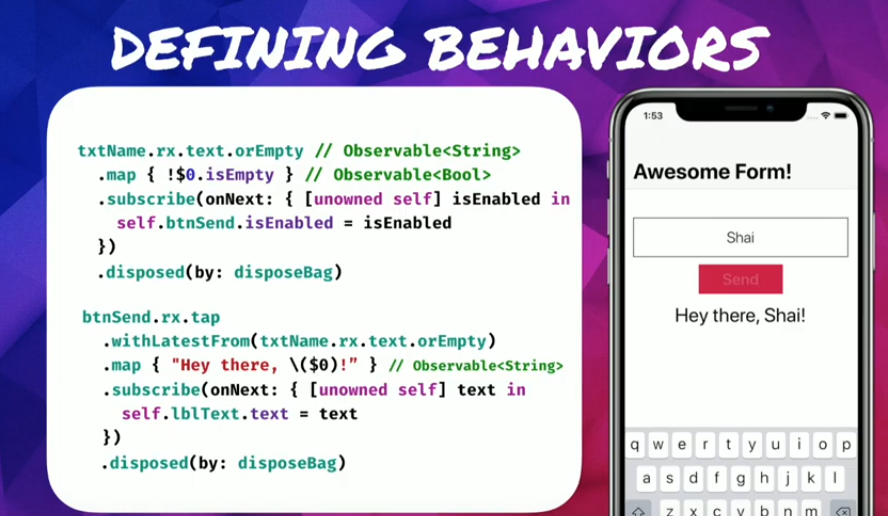 DEFINING BEHAVIORS
txtName.rx.text.orEmpty // Observable<String>
.map { !$0.isEmpty } // Observable<Bool>
.subscribe(onNext: { [unowned self] isEnabled in
self.btnSend.isEnabled = isEnabled
})
.disposed(by: disposeBag)
btnSend.rx.tap
.withLatestFrom(txtName.rx.text.orEmpty)
.map { "Hey there, \($0)!” } // Observable<String>
.subscribe(onNext: { [unowned self] text in
self.lblText.text = text
})
.disposed(by: disposeBag)
1:53
Awesome Form!
Shai
Send
Hey there, Shai!
q w e r t y u i o p
a s d f g h j k l
z x c v b n m